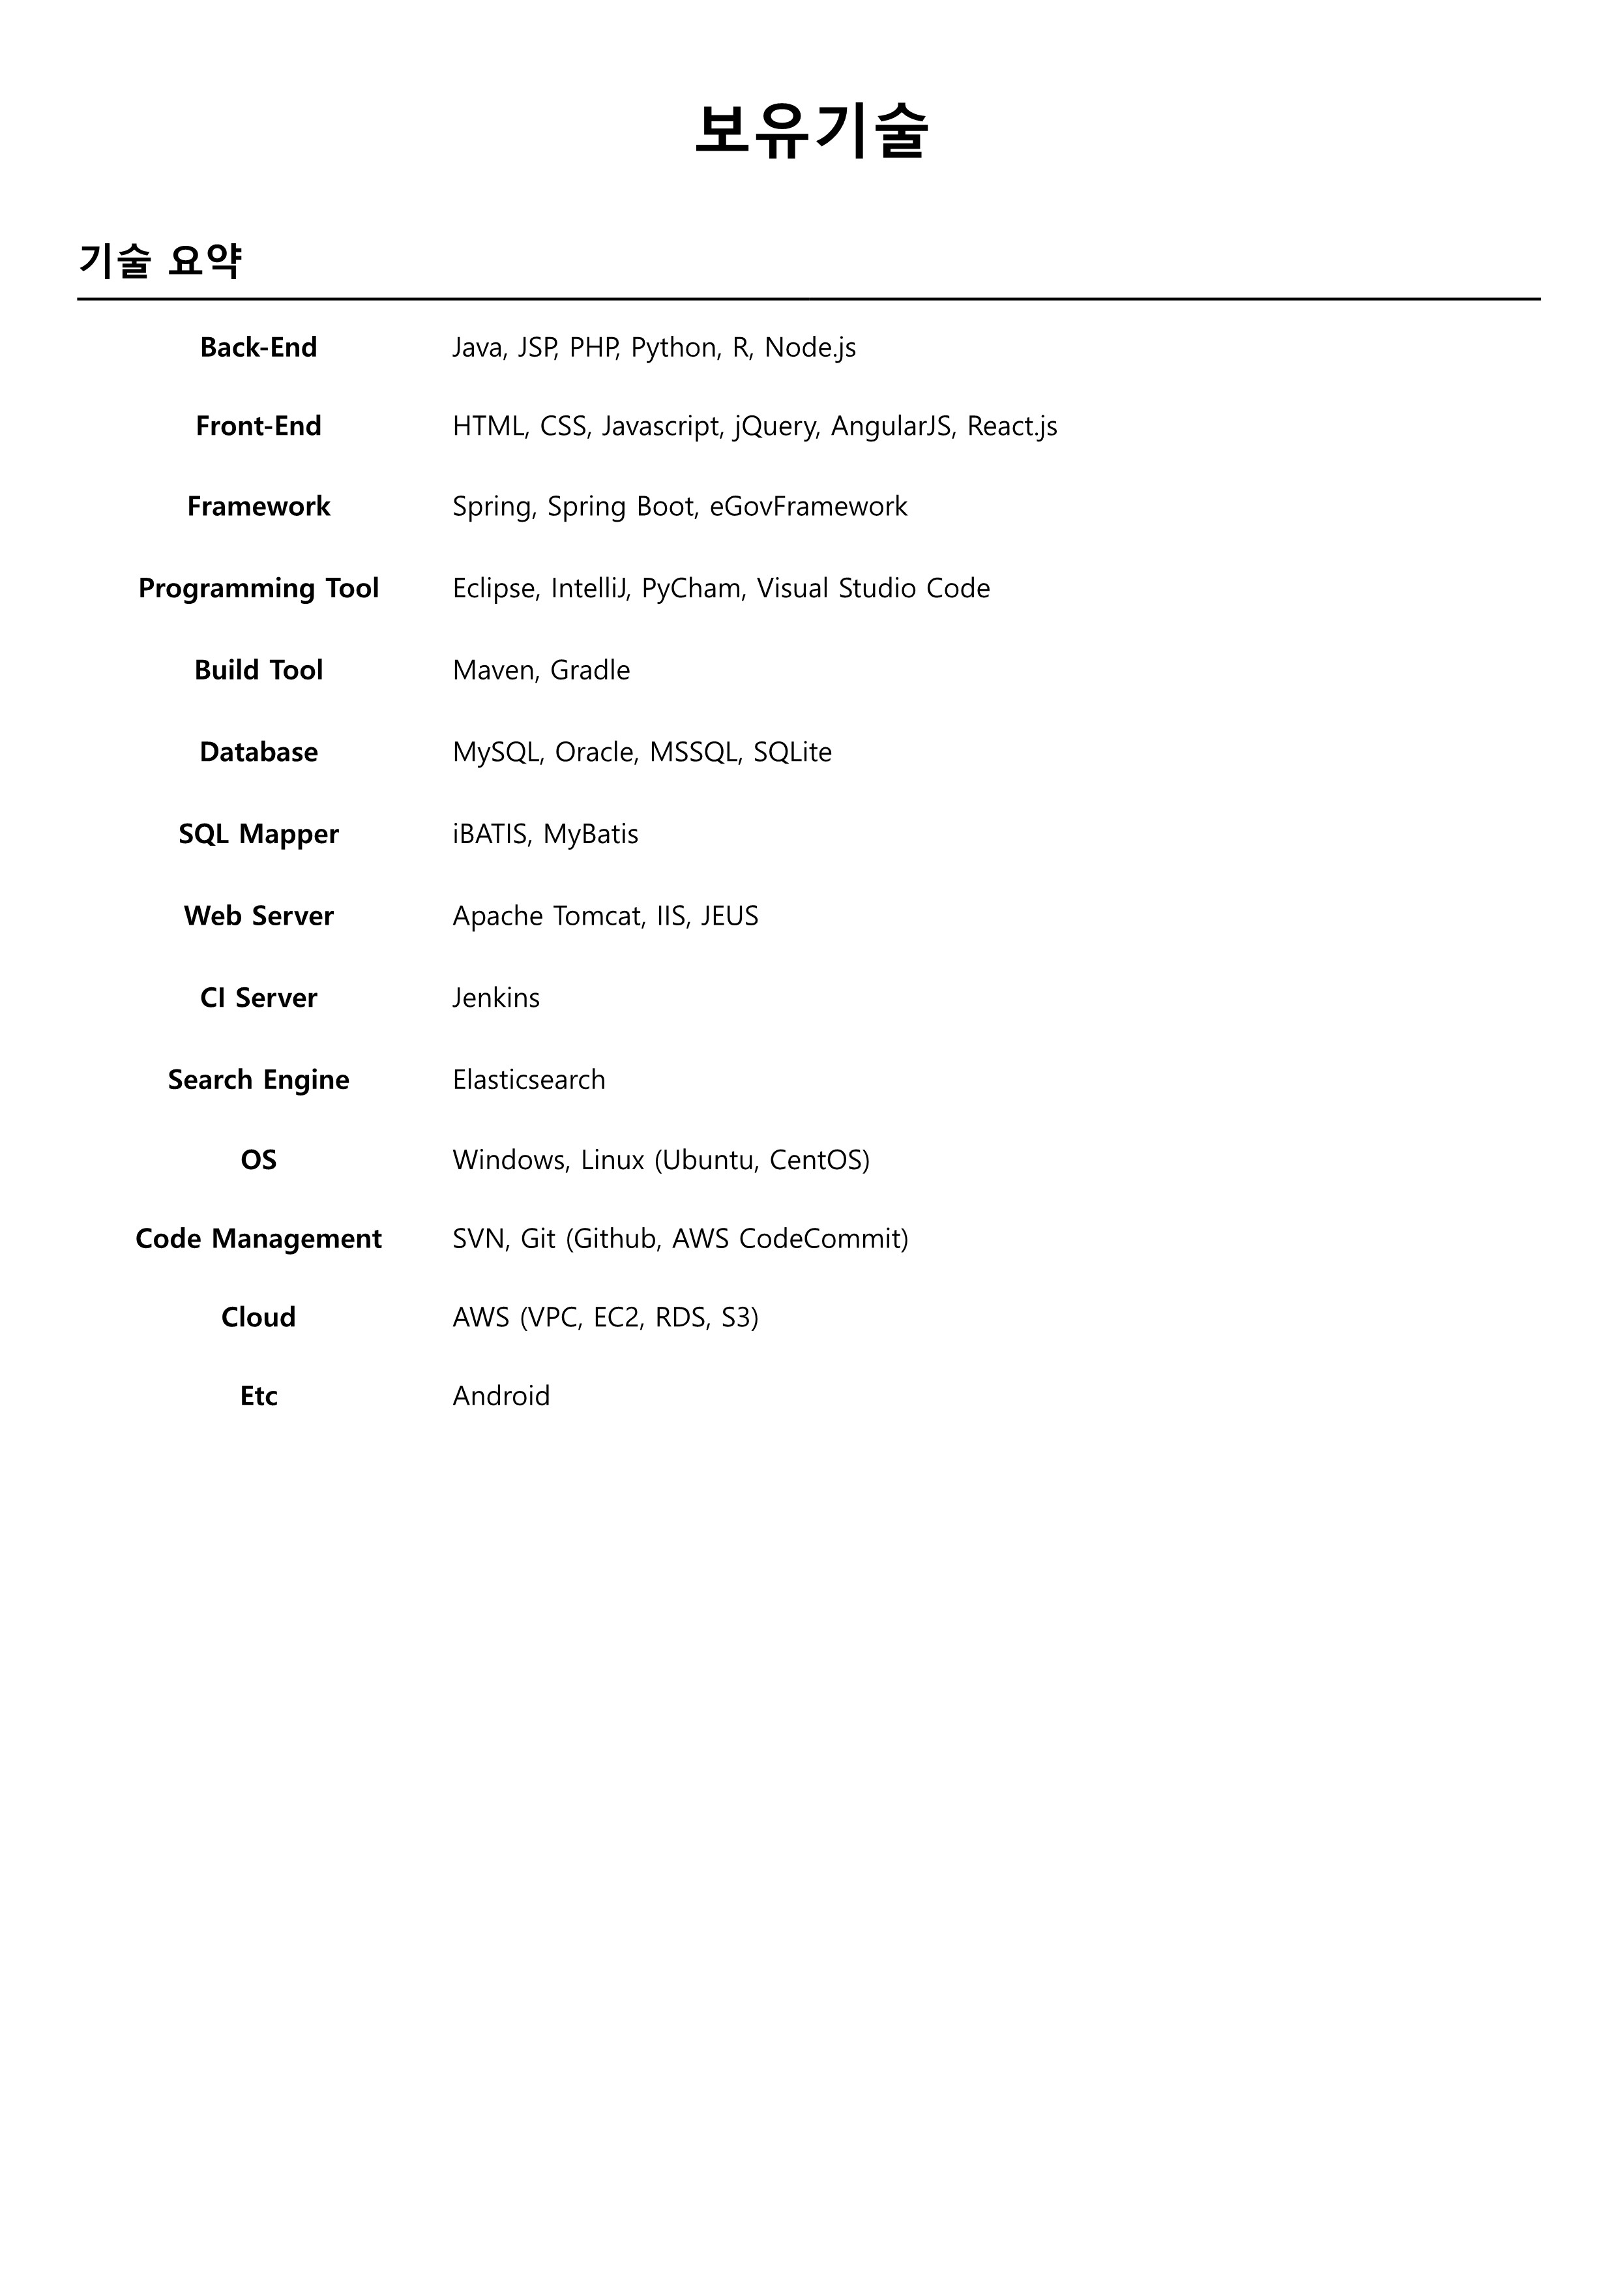 보유기술
기술 요약
Back-End Java, JSP, PHP, Python, R, Node.js
Front-End HTML, CSS, Javascript, jQuery, AngularJS, React.js
Framework Spring, Spring Boot, eGovFramework
Programming Tool Eclipse, IntelliJ, PyCham, Visual Studio Code
Build Tool Maven, Gradle
Database MySQL, Oracle, MSSQL, SQLite
SQL Mapper iBATIS, MyBatis
Web Server Apache Tomcat, IIS, JEUS
CI Server Jenkins
Search Engine Elasticsearch
OS Windows, Linux (Ubuntu, CentOS)
Code Management SVN, Git (Github, AWS CodeCommit)
Cloud AWS (VPC, EC2, RDS, S3)
Etc Android